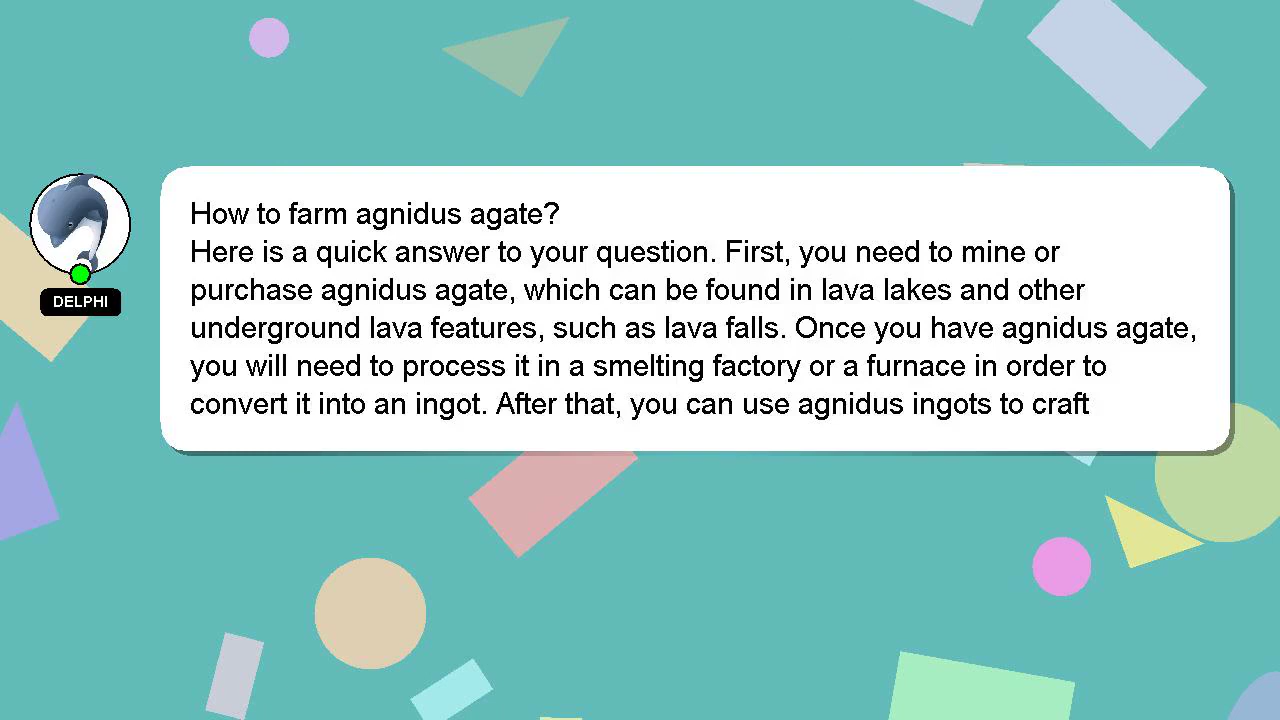 How to farm agnidus agate?
Here is a quick answer to your question. First, you need to mine or
purchase agnidus agate, which can be found in lava lakes and other
underground lava features, such as lava falls. Once you have agnidus agate,
you will need to process it in a smelting factory or a furnace in order to
convert it into an ingot. After that, you can use agnidus ingots to craft
DELPHI